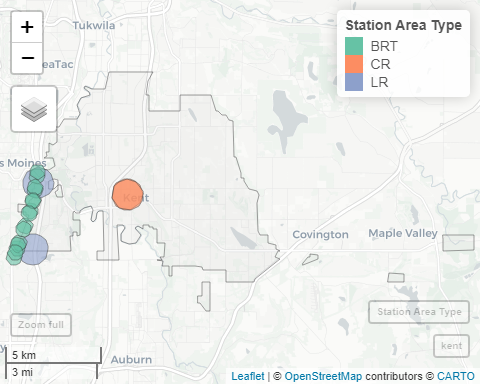 +
−
Tukwila
eaTac
Station Area Type
BRT
CR
LR
s Moines
Kent
Covington
Maple Valley
Station Area Type
Zoom full
kent
5 km
3 mi
Auburn
Leaflet | © OpenStreetMap contributors © CARTO